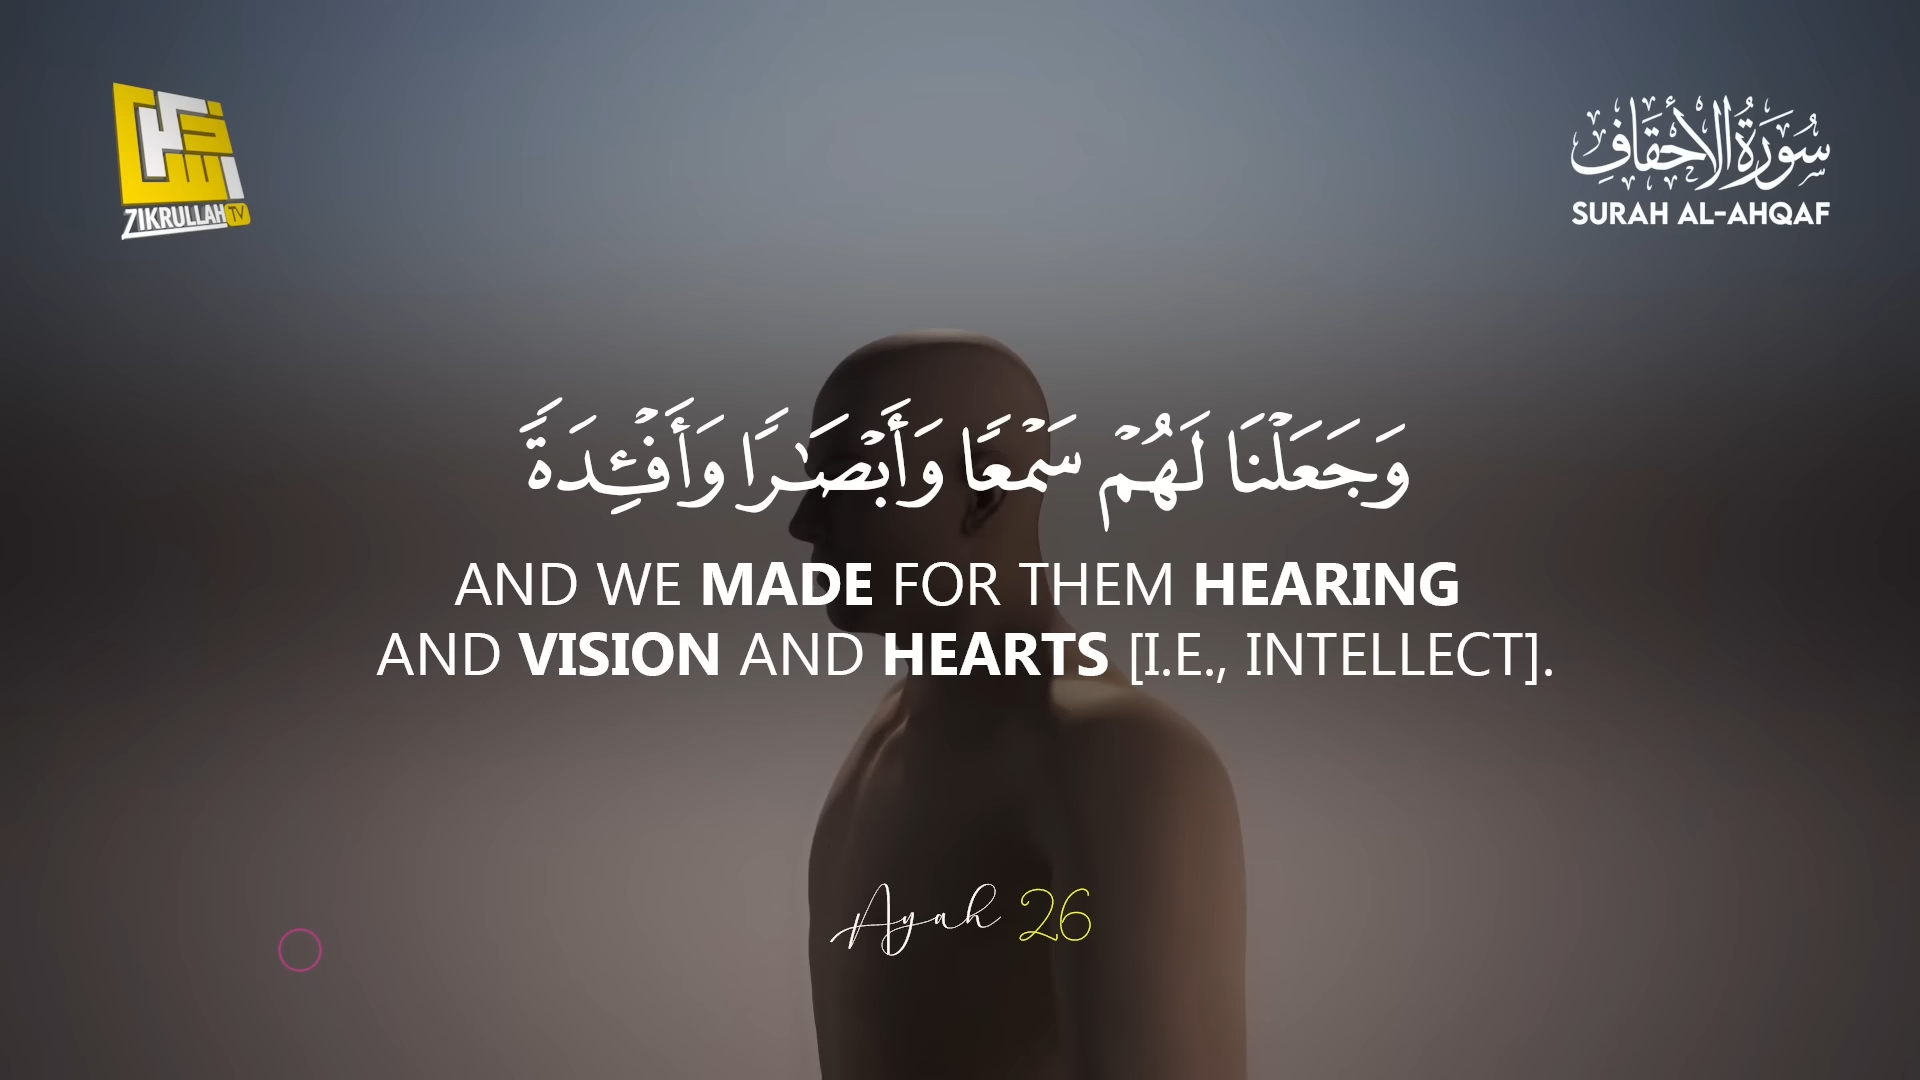 ZIKRULLAH TV
سُورَةُ الْأَحْقَافِ
SURAH AL-AHQAF
وَجَعَلْنَا لَهُمْ سَمْعًا وَأَبْصَـٰرًا وَأَفْـِٔدَةً
AND WE MADE FOR THEM HEARING
AND VISION AND HEARTS [I.E., INTELLECT].
Ayah 26